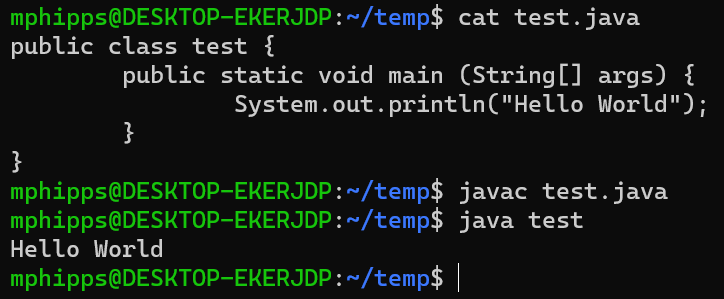 mphipps@DESKTOP-EKERJDP:~/temp$ cat test.java
public class test {
        public static void main (String[] args) {
                System.out.println("Hello World");
        }
}
mphipps@DESKTOP-EKERJDP:~/temp$ javac test.java
mphipps@DESKTOP-EKERJDP:~/temp$ java test
Hello World
mphipps@DESKTOP-EKERJDP:~/temp$